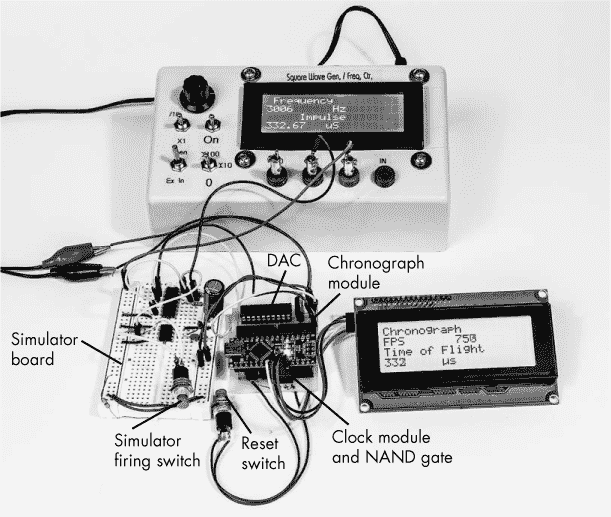 Square Wave Gen. / Freq. Ctr.
Frequency
3006 Hz
Impulse
332.67 uS
/10
X1
On
X100
X10
Ex In
0
IN
DAC
Chronograph
module
Simulator
board
Chronograph
FPS 750
Time of Flight
332 µs
Simulator
firing switch
Reset
switch
Clock module
and NAND gate